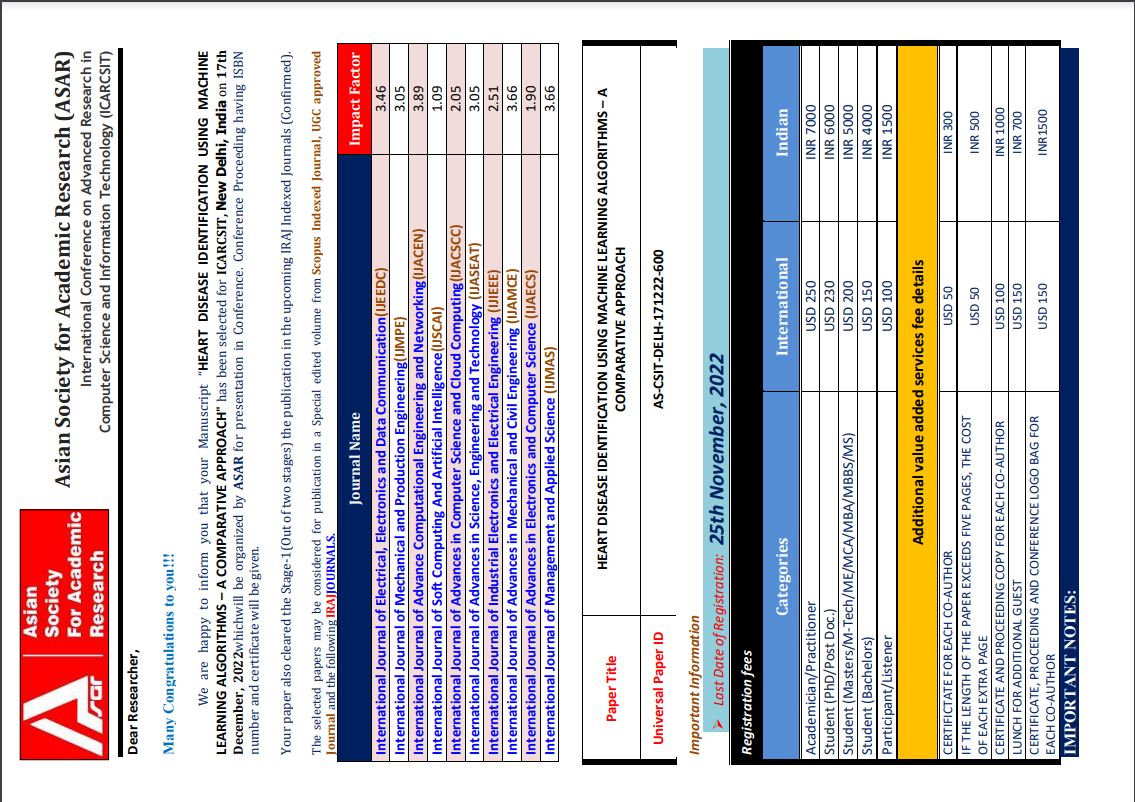 Asian
Society
For Academic
Research
asar
Asian Society for Academic Research (ASAR)
International Conference on Advanced Research in
Computer Science and Information Technology (ICARCSIT)
Dear Researcher,
Many Congratulations to you!!!
We are happy to inform you that your Manuscript "HEART DISEASE IDENTIFICATION USING MACHINE
LEARNING ALGORITHMS – A COMPARATIVE APPROACH" has been selected for ICARCSIT, New Delhi, India on 17th
December, 2022whichwill be organized by ASAR for presentation in Conference. Conference Proceeding having ISBN
number and certificate will be given.
Your paper also cleared the Stage-1(Out of two stages) the publication in the upcoming IRAJ Indexed Journals (Confirmed).
The selected papers may be considered for publication in a Special edited volume from Scopus Indexed Journal, UGC approved
Journal and the following IRAJJOURNALS.
Journal Name Impact Factor
International Journal of Electrical, Electronics and Data Communication(IJEEDC) 3.46
International Journal of Mechanical and Production Engineering(IJMPE) 3.05
International Journal of Advance Computational Engineering and Networking(IJACEN) 3.89
International Journal of Soft Computing And Artificial Intelligence(IJSCAI) 1.09
International Journal of Advances in Computer Science and Cloud Computing(IJACSCC) 2.05
International Journal of Advances in Science, Engineering and Technology (IJASEAT) 3.05
International Journal of Industrial Electronics and Electrical Engineering (IJIEEE) 2.51
International Journal of Advances in Mechanical and Civil Engineering (IJAMCE) 3.66
International Journal of Advances in Electronics and Computer Science (IJAECS) 1.90
International Journal of Management and Applied Science (IJMAS) 3.66
Paper Title HEART DISEASE IDENTIFICATION USING MACHINE LEARNING ALGORITHMS – A
COMPARATIVE APPROACH
Universal Paper ID AS-CSIT-DELH-171222-600
Important Information
➤ Last Date of Registration: 25th November, 2022
Registration fees
Categories International Indian
Academician/Practitioner USD 250 INR 7000
Student (PhD/Post Doc.) USD 230 INR 6000
Student (Masters/M-Tech/ME/MCA/MBA/MBBS/MS) USD 200 INR 5000
Student (Bachelors) USD 150 INR 4000
Participant/Listener USD 100 INR 1500
Additional value added services fee details
CERTIFICTATE FOR EACH CO-AUTHOR USD 50 INR 300
IF THE LENGTH OF THE PAPER EXCEEDS FIVE PAGES, THE COST
OF EACH EXTRA PAGE USD 50 INR 500
CERTIFICATE AND PROCEEDING COPY FOR EACH CO-AUTHOR USD 100 INR 1000
LUNCH FOR ADDITIONAL GUEST USD 150 INR 700
CERTIFICATE, PROCEEDING AND CONFERENCE LOGO BAG FOR
EACH CO-AUTHOR USD 150 INR1500
IMPORTANT NOTES: